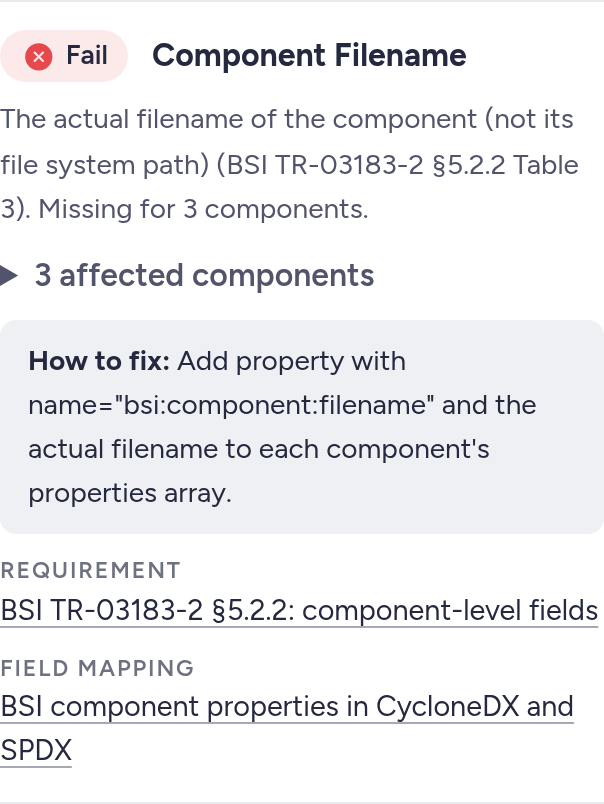 Fail Component Filename
The actual filename of the component (not its
file system path) (BSI TR-03183-2 §5.2.2 Table
3). Missing for 3 components.
3 affected components
How to fix: Add property with
name="bsi:component:filename" and the
actual filename to each component's
properties array.
REQUIREMENT
BSI TR-03183-2 §5.2.2: component-level fields
FIELD MAPPING
BSI component properties in CycloneDX and
SPDX